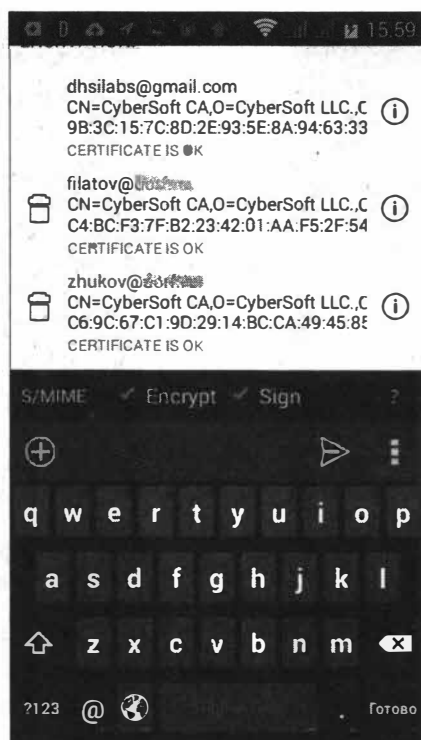 15.59
dhsilabs@gmail.com
CN=CyberSoft CA,O=CyberSoft LLC.,C
9B:3C:15:7C:8D:2E:93:5E:8A:94:63:33
CERTIFICATE IS OK
filatov@
CN=CyberSoft CA,O=CyberSoft LLC.,C
C4:BC:F3:7F:B2:23:42:01:AA:F5:2F:54
CERTIFICATE IS OK
zhukov@
CN=CyberSoft CA,O=CyberSoft LLC.,C
C6:9C:67:C1:9D:29:14:BC:CA:49:45:85
CERTIFICATE IS OK
S/MIME ✓ Encrypt ✓ Sign ?
q w e r t y u i o p
a s d f g h j k l
z x c v b n m
?123 @ . Готово